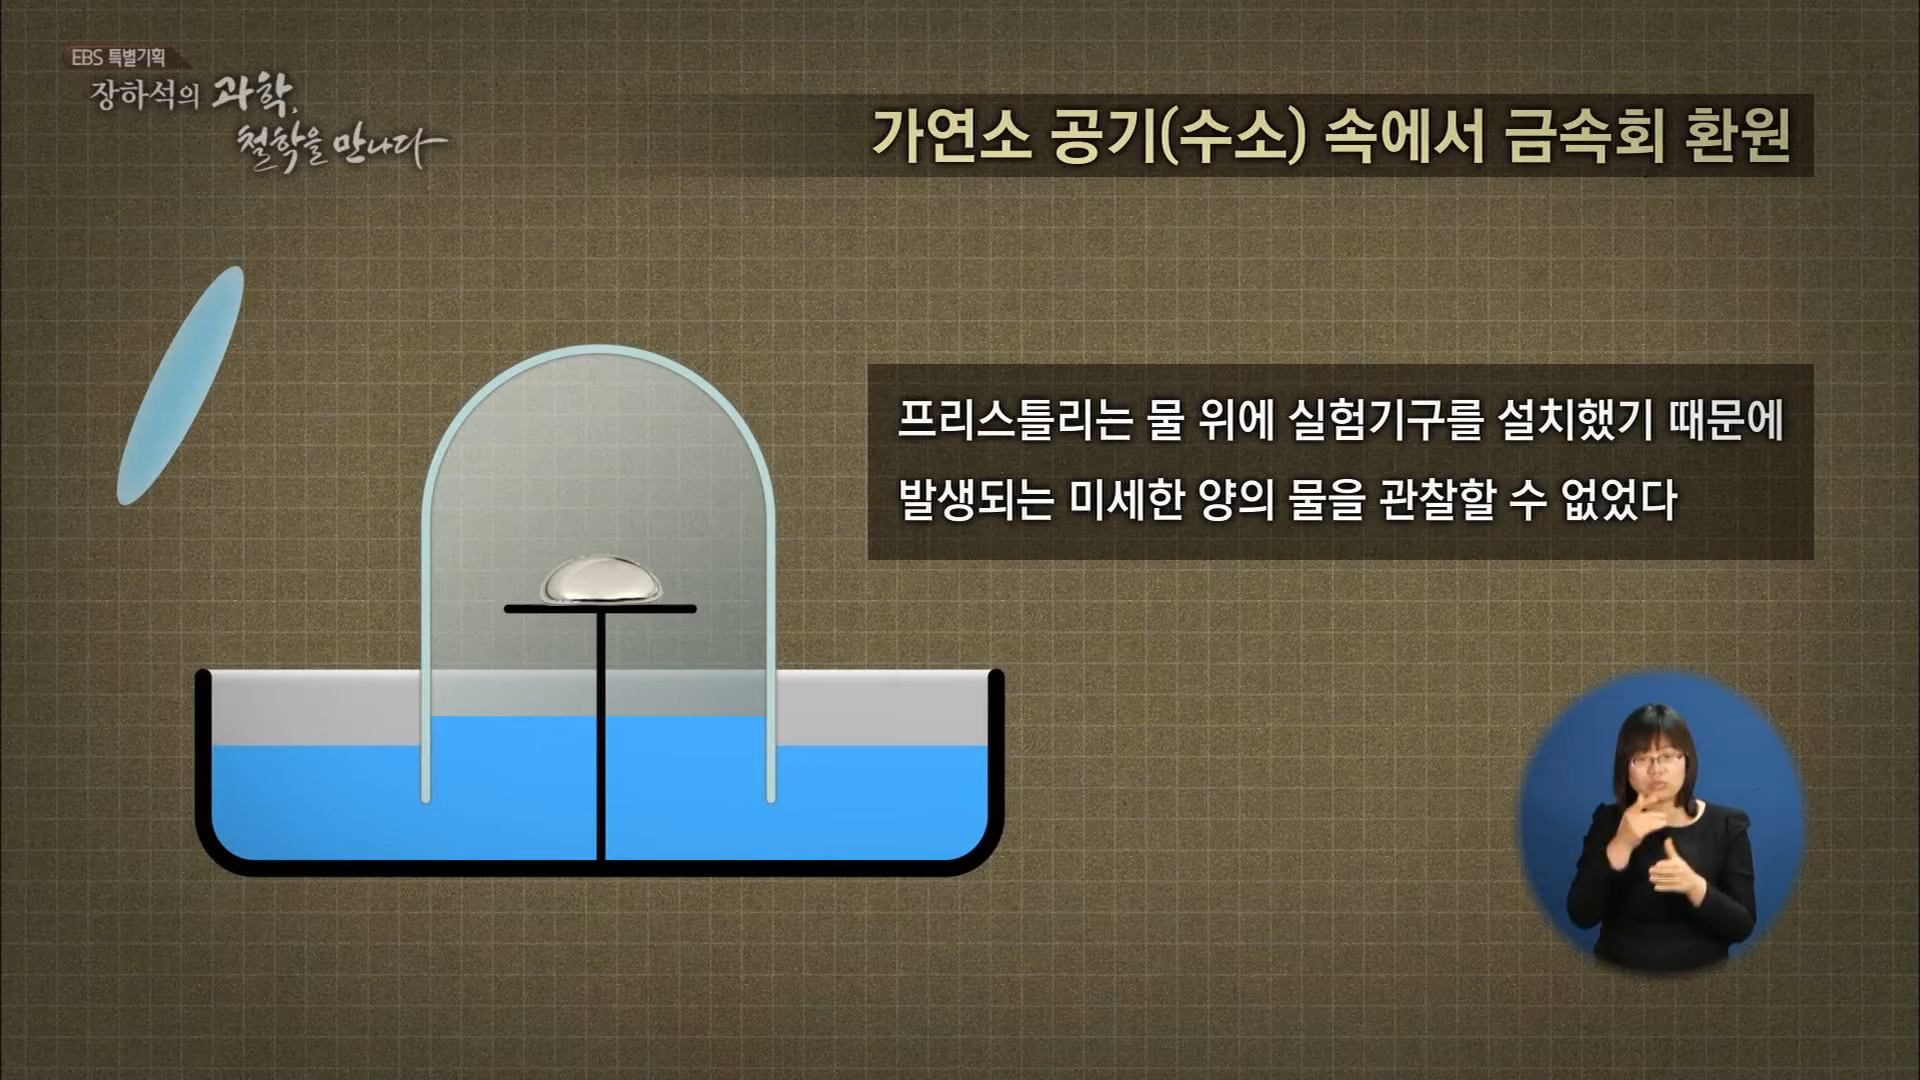 EBS 특별기획
장하석의 과학,
철학을 만나다
가연소 공기(수소) 속에서 금속회 환원
프리스틀리는 물 위에 실험기구를 설치했기 때문에
발생되는 미세한 양의 물을 관찰할 수 없었다